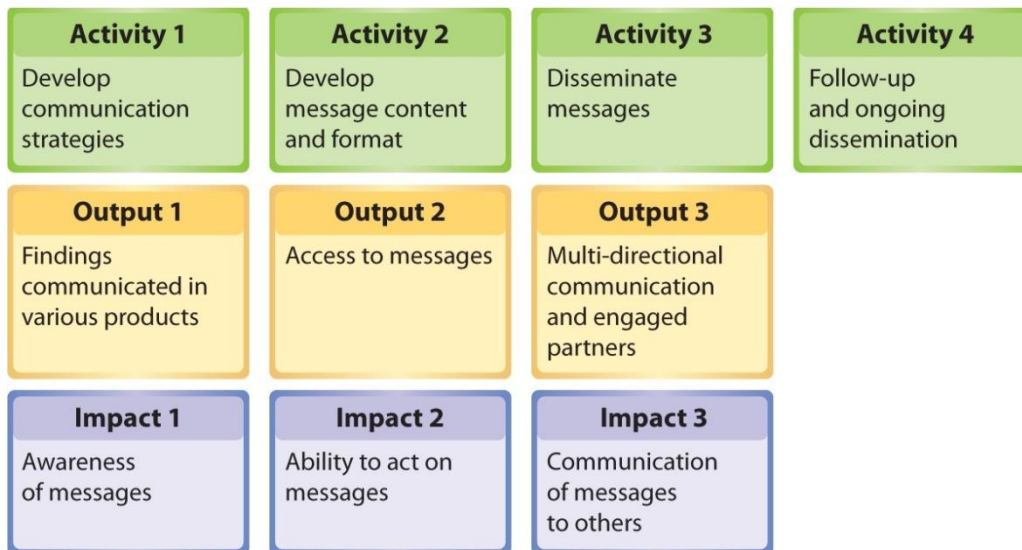 Activity 1
Develop
communication
strategies
Activity 2
Develop
message content
and format
Activity 3
Disseminate
messages
Activity 4
Follow-up
and ongoing
dissemination
Output 1
Findings
communicated in
various products
Output 2
Access to messages
Output 3
Multi-directional
communication
and engaged
partners
Impact 1
Awareness
of messages
Impact 2
Ability to act on
messages
Impact 3
Communication
of messages
to others